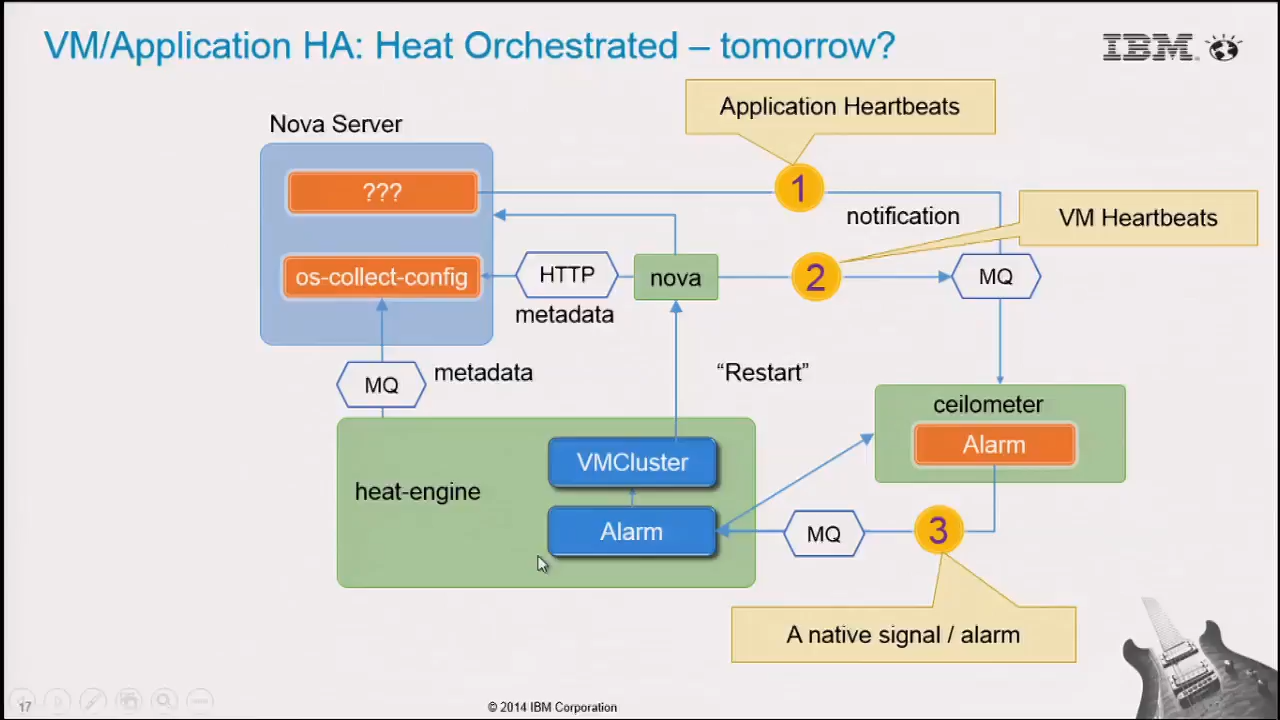 VM/Application HA: Heat Orchestrated – tomorrow?
IBM
Application Heartbeats
Nova Server
???
1
notification
VM Heartbeats
os-collect-config
HTTP
nova
2
MQ
metadata
MQ
metadata
“Restart”
ceilometer
Alarm
VMCluster
heat-engine
Alarm
MQ
3
A native signal / alarm
17
© 2014 IBM Corporation